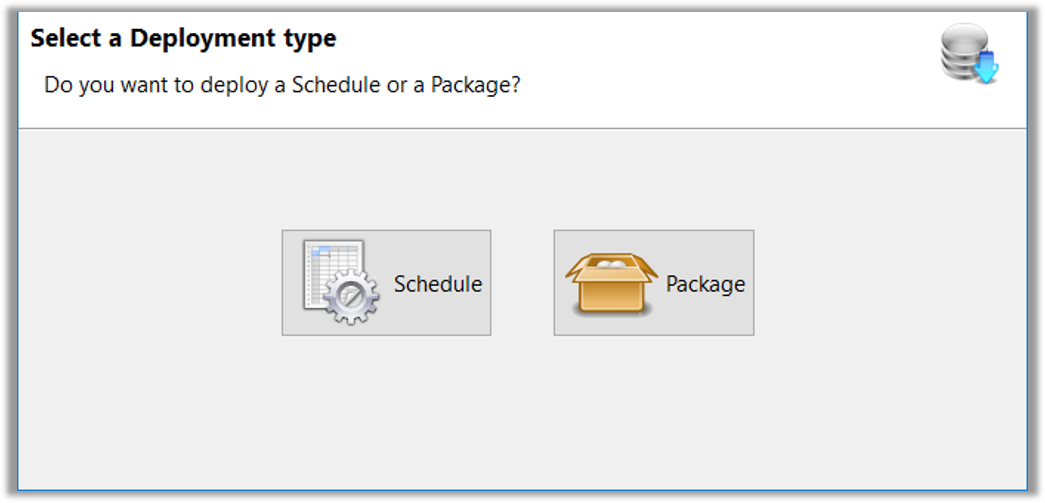 Select a Deployment type
Do you want to deploy a Schedule or a Package?
Schedule
Package